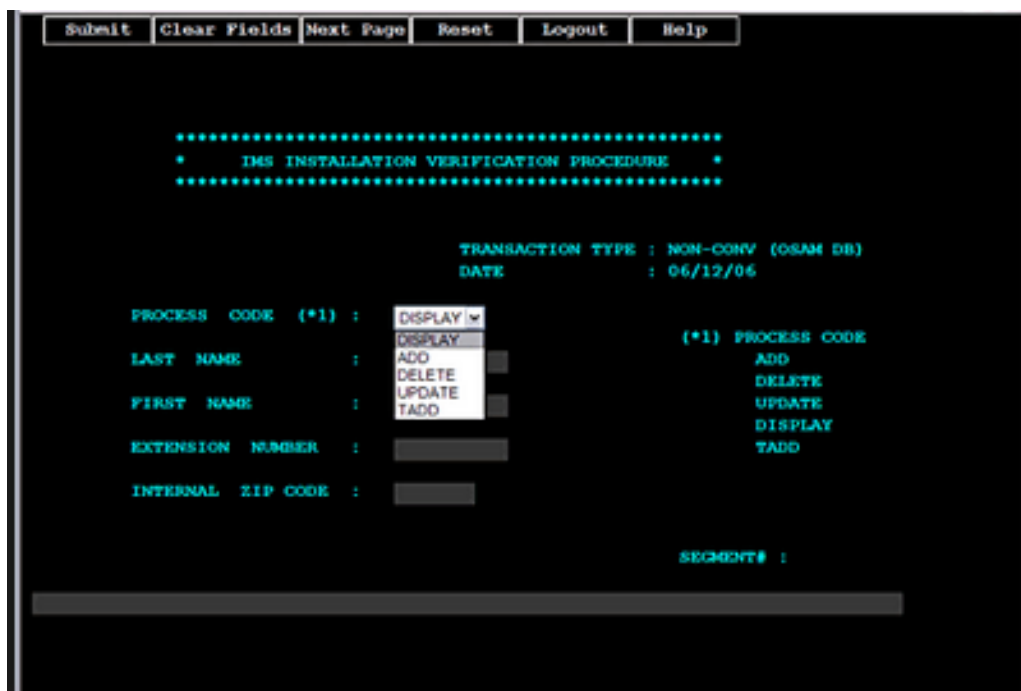 Submit Clear Fields Next Page Reset Logout Help
**************************************************
* IMS INSTALLATION VERIFICATION PROCEDURE *
**************************************************
TRANSACTION TYPE : NON-CONV (OSAM DB)
DATE : 06/12/06
PROCESS CODE (*1) : DISPLAY
DISPLAY
ADD
DELETE
UPDATE
TADD
(*1) PROCESS CODE
ADD
DELETE
UPDATE
DISPLAY
TADD
LAST NAME :
FIRST NAME :
EXTENSION NUMBER :
INTERNAL ZIP CODE :
SEGMENT# :